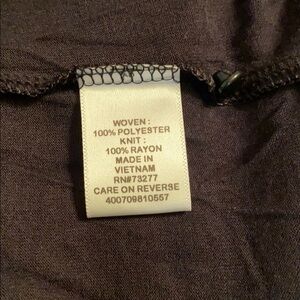 WOVEN :
100% POLYESTER
KNIT :
100% RAYON
MADE IN
VIETNAM
RN#73277
CARE ON REVERSE
400709810557